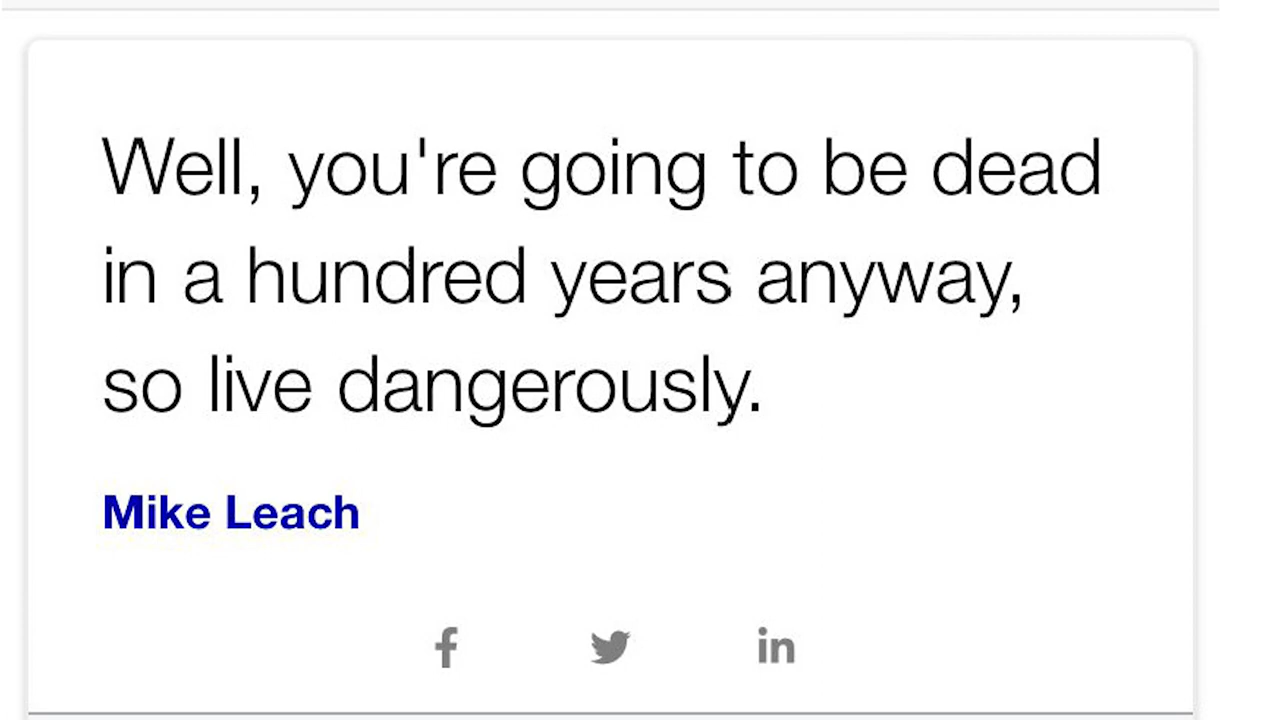 Well, you're going to be dead
in a hundred years anyway,
so live dangerously.
Mike Leach